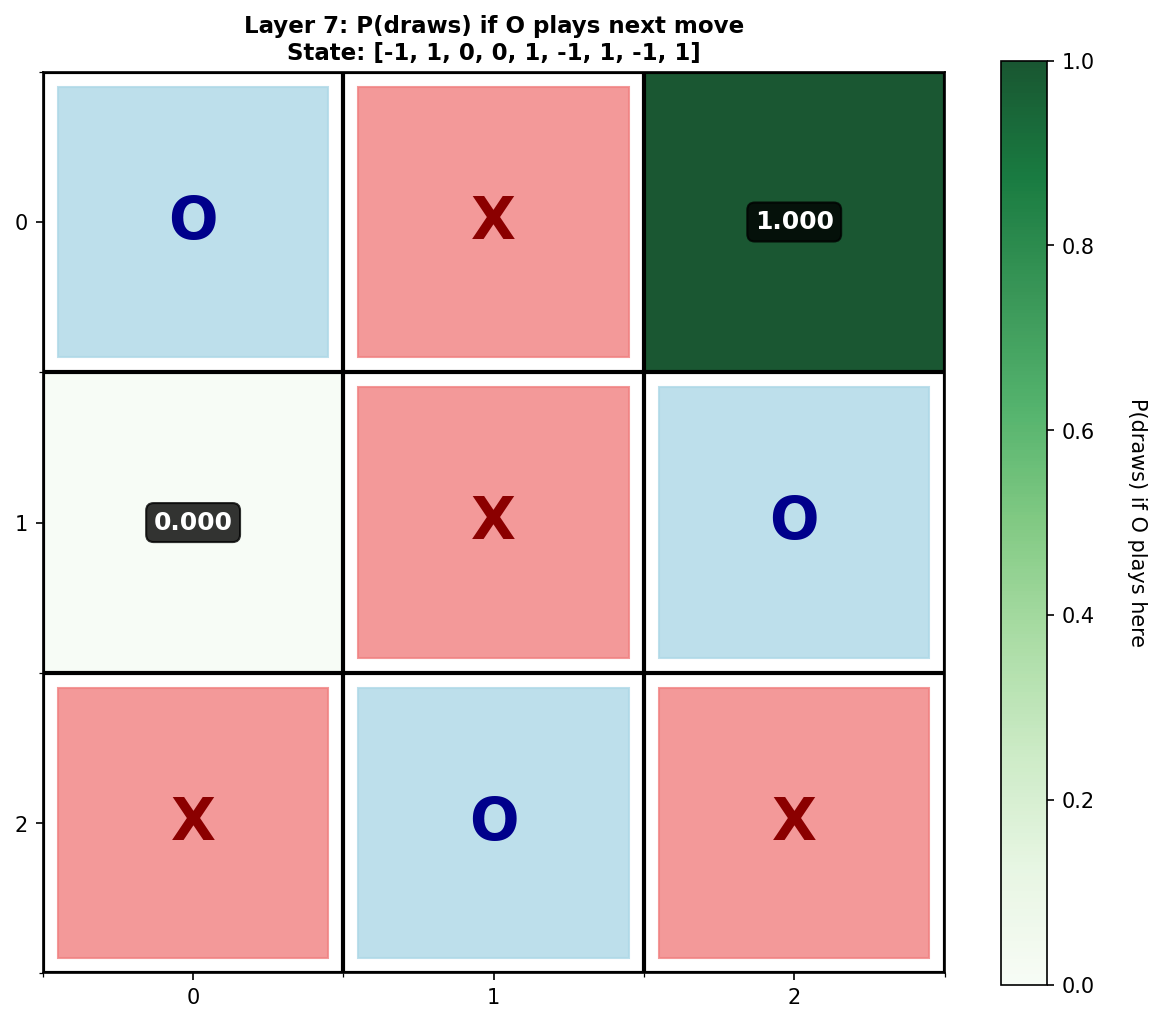 Layer 7: P(draws) if O plays next move
State: [-1, 1, 0, 0, 1, -1, 1, -1, 1]
O X 1.000
0.000 X O
X O X
0
1
2
0 1 2
1.0
0.8
0.6
0.4
0.2
0.0
P(draws) if O plays here